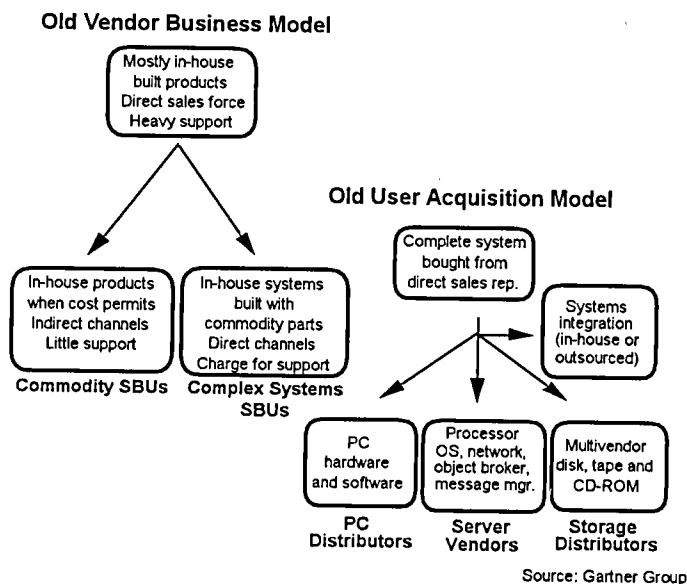 Old Vendor Business Model
Mostly in-house
built products
Direct sales force
Heavy support
In-house products
when cost permits
Indirect channels
Little support
Commodity SBUs
In-house systems
built with
commodity parts
Direct channels
Charge for support
Complex Systems
SBUs
Old User Acquisition Model
Complete system
bought from
direct sales rep.
Systems
integration
(in-house or
outsourced)
PC
hardware
and software
PC
Distributors
Processor
OS, network,
object broker,
message mgr.
Server
Vendors
Multivendor
disk, tape and
CD-ROM
Storage
Distributors
Source: Gartner Group